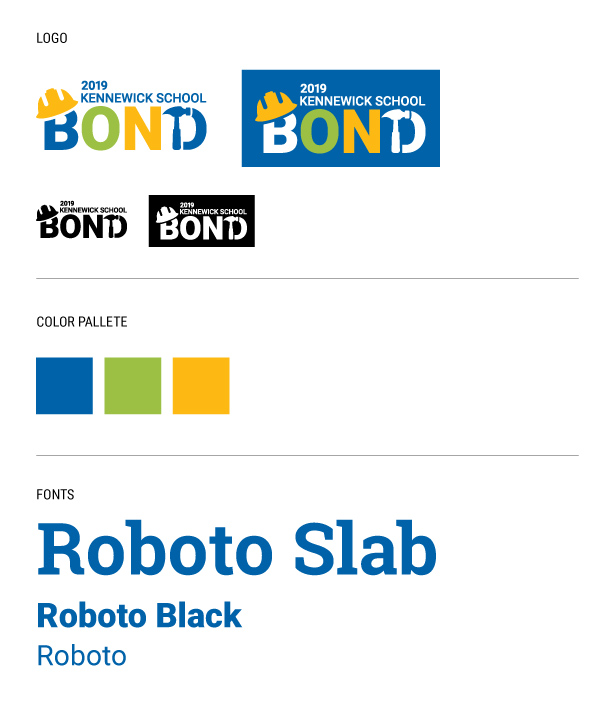 LOGO
2019
KENNEWICK SCHOOL
BOND
2019
KENNEWICK SCHOOL
BOND
2019
KENNEWICK SCHOOL
BOND
2019
KENNEWICK SCHOOL
BOND
COLOR PALLETE
FONTS
Roboto Slab
Roboto Black
Roboto